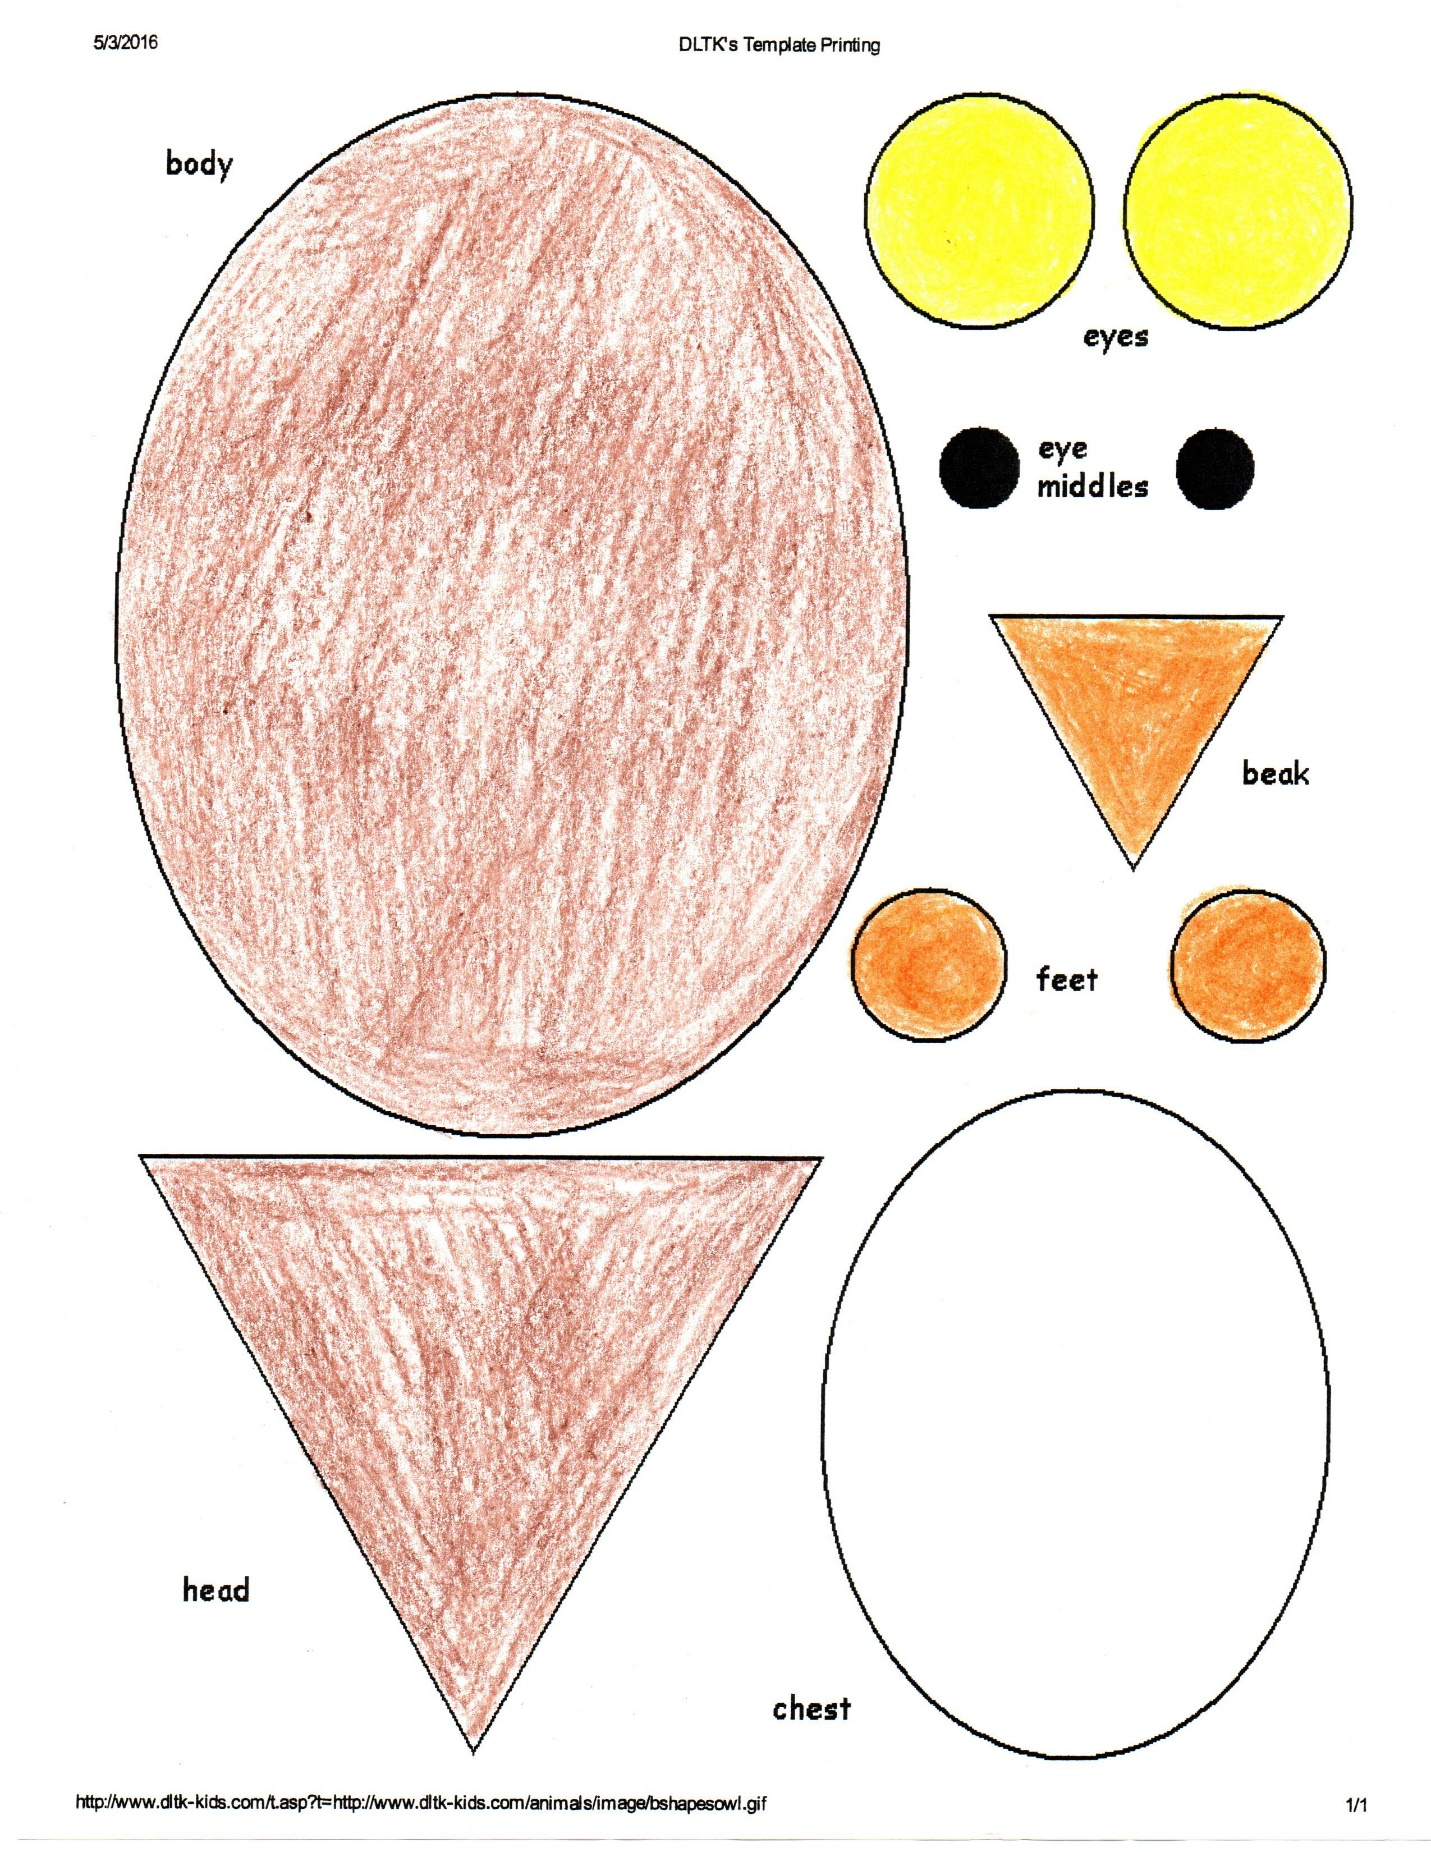 5/3/2016
DLTK's Template Printing
body
eyes
eye
middles
beak
feet
head
chest
http://www.dltk-kids.com/t.asp?t=http://www.dltk-kids.com/animals/image/bshapesowl.gif
1/1